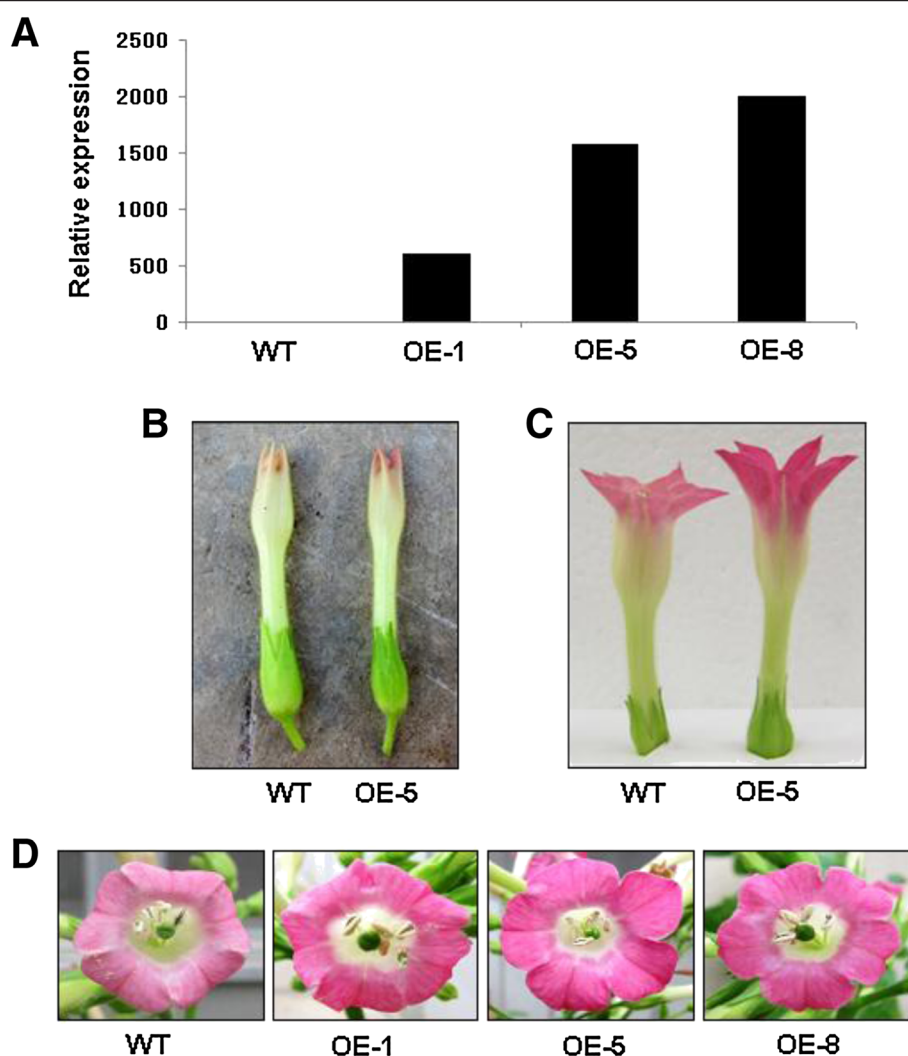 A
Relative expression
2500
2000
1500
1000
500
0
WT OE-1 OE-5 OE-8
B
WT OE-5
C
WT OE-5
D
WT OE-1 OE-5 OE-8